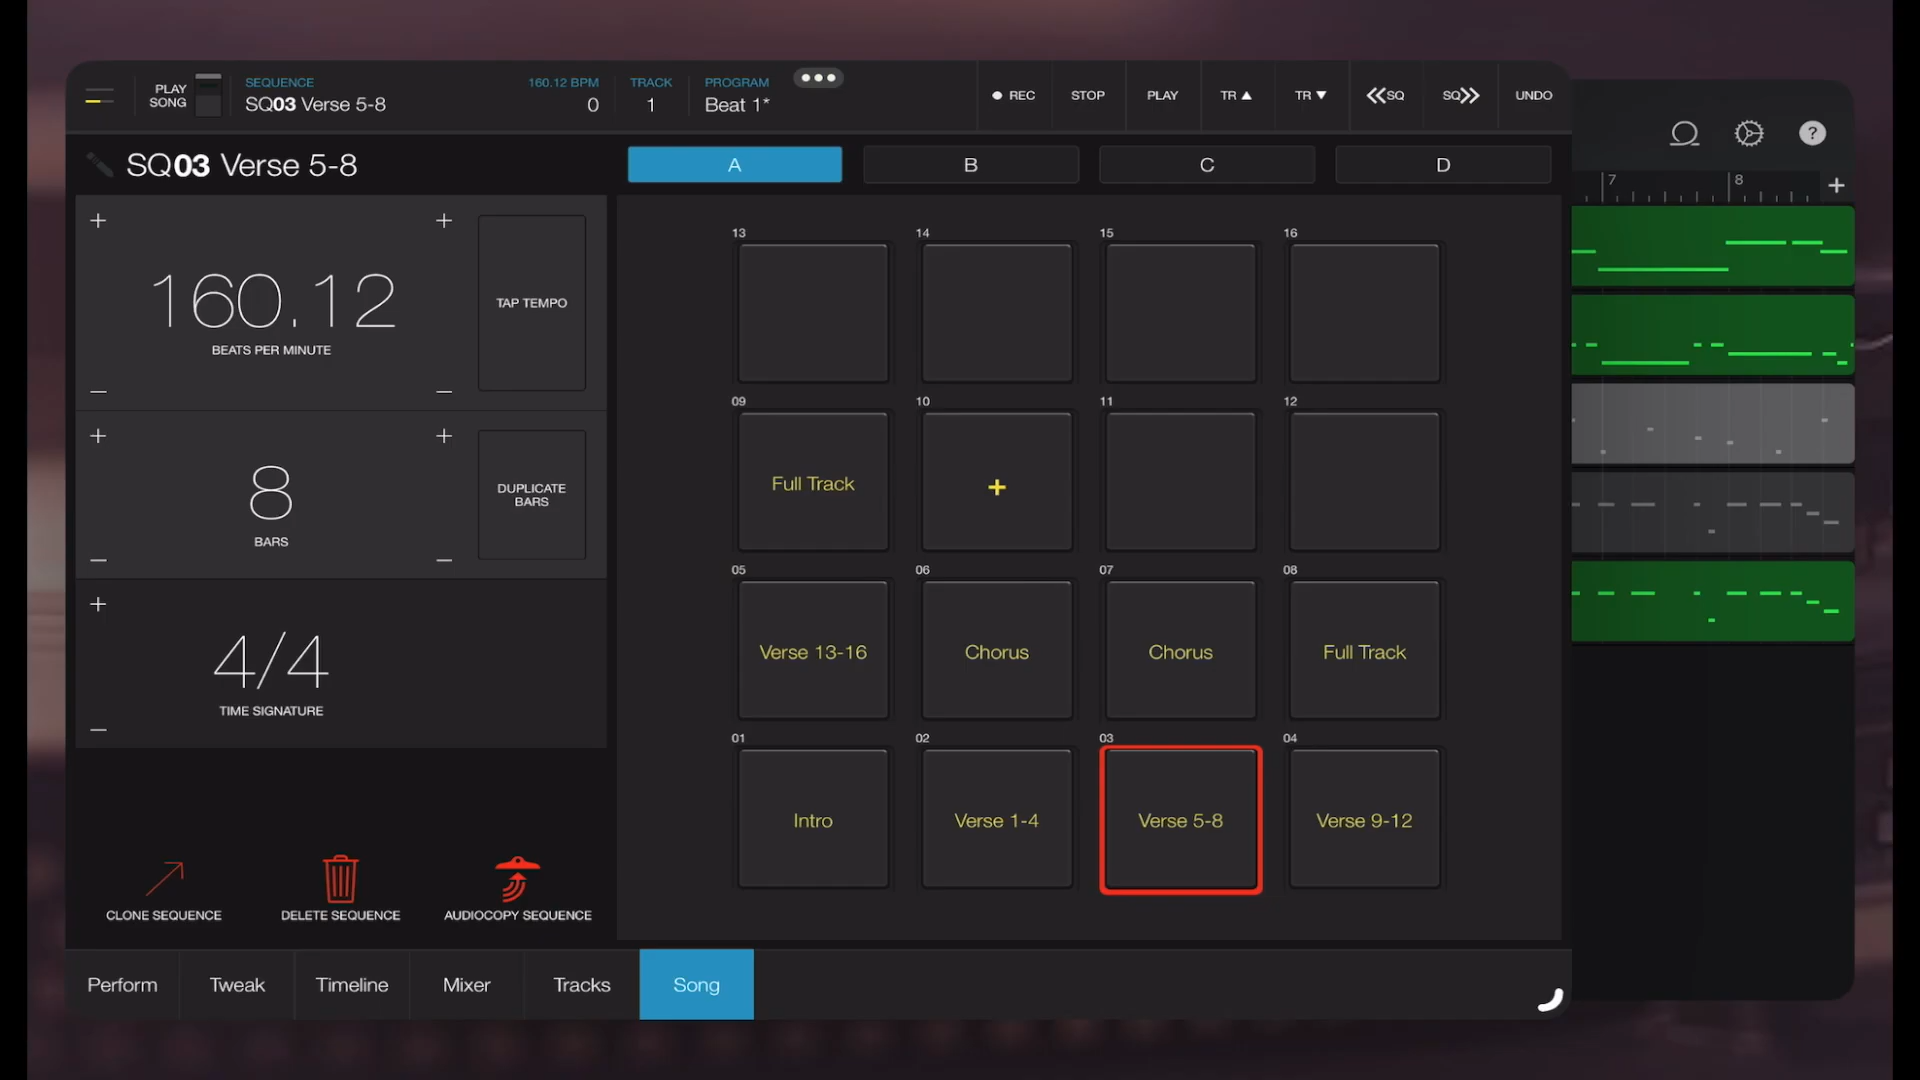 PLAY
SONG
SEQUENCE
SQ03 Verse 5-8
160.12 BPM
0
TRACK
1
PROGRAM
Beat 1*
REC
STOP
PLAY
TR ▲
TR ▼
SQ
SQ
UNDO
SQ03 Verse 5-8
A
B
C
D
?
7
8
+
+
+
160.12
BEATS PER MINUTE
TAP TEMPO
–
–
+
+
8
BARS
DUPLICATE
BARS
–
–
+
4/4
TIME SIGNATURE
–
13
14
15
16
09
10
11
12
Full Track
+
05
06
07
08
Verse 13-16
Chorus
Chorus
Full Track
01
02
03
04
Intro
Verse 1-4
Verse 5-8
Verse 9-12
CLONE SEQUENCE
DELETE SEQUENCE
AUDIOCOPY SEQUENCE
Perform
Tweak
Timeline
Mixer
Tracks
Song